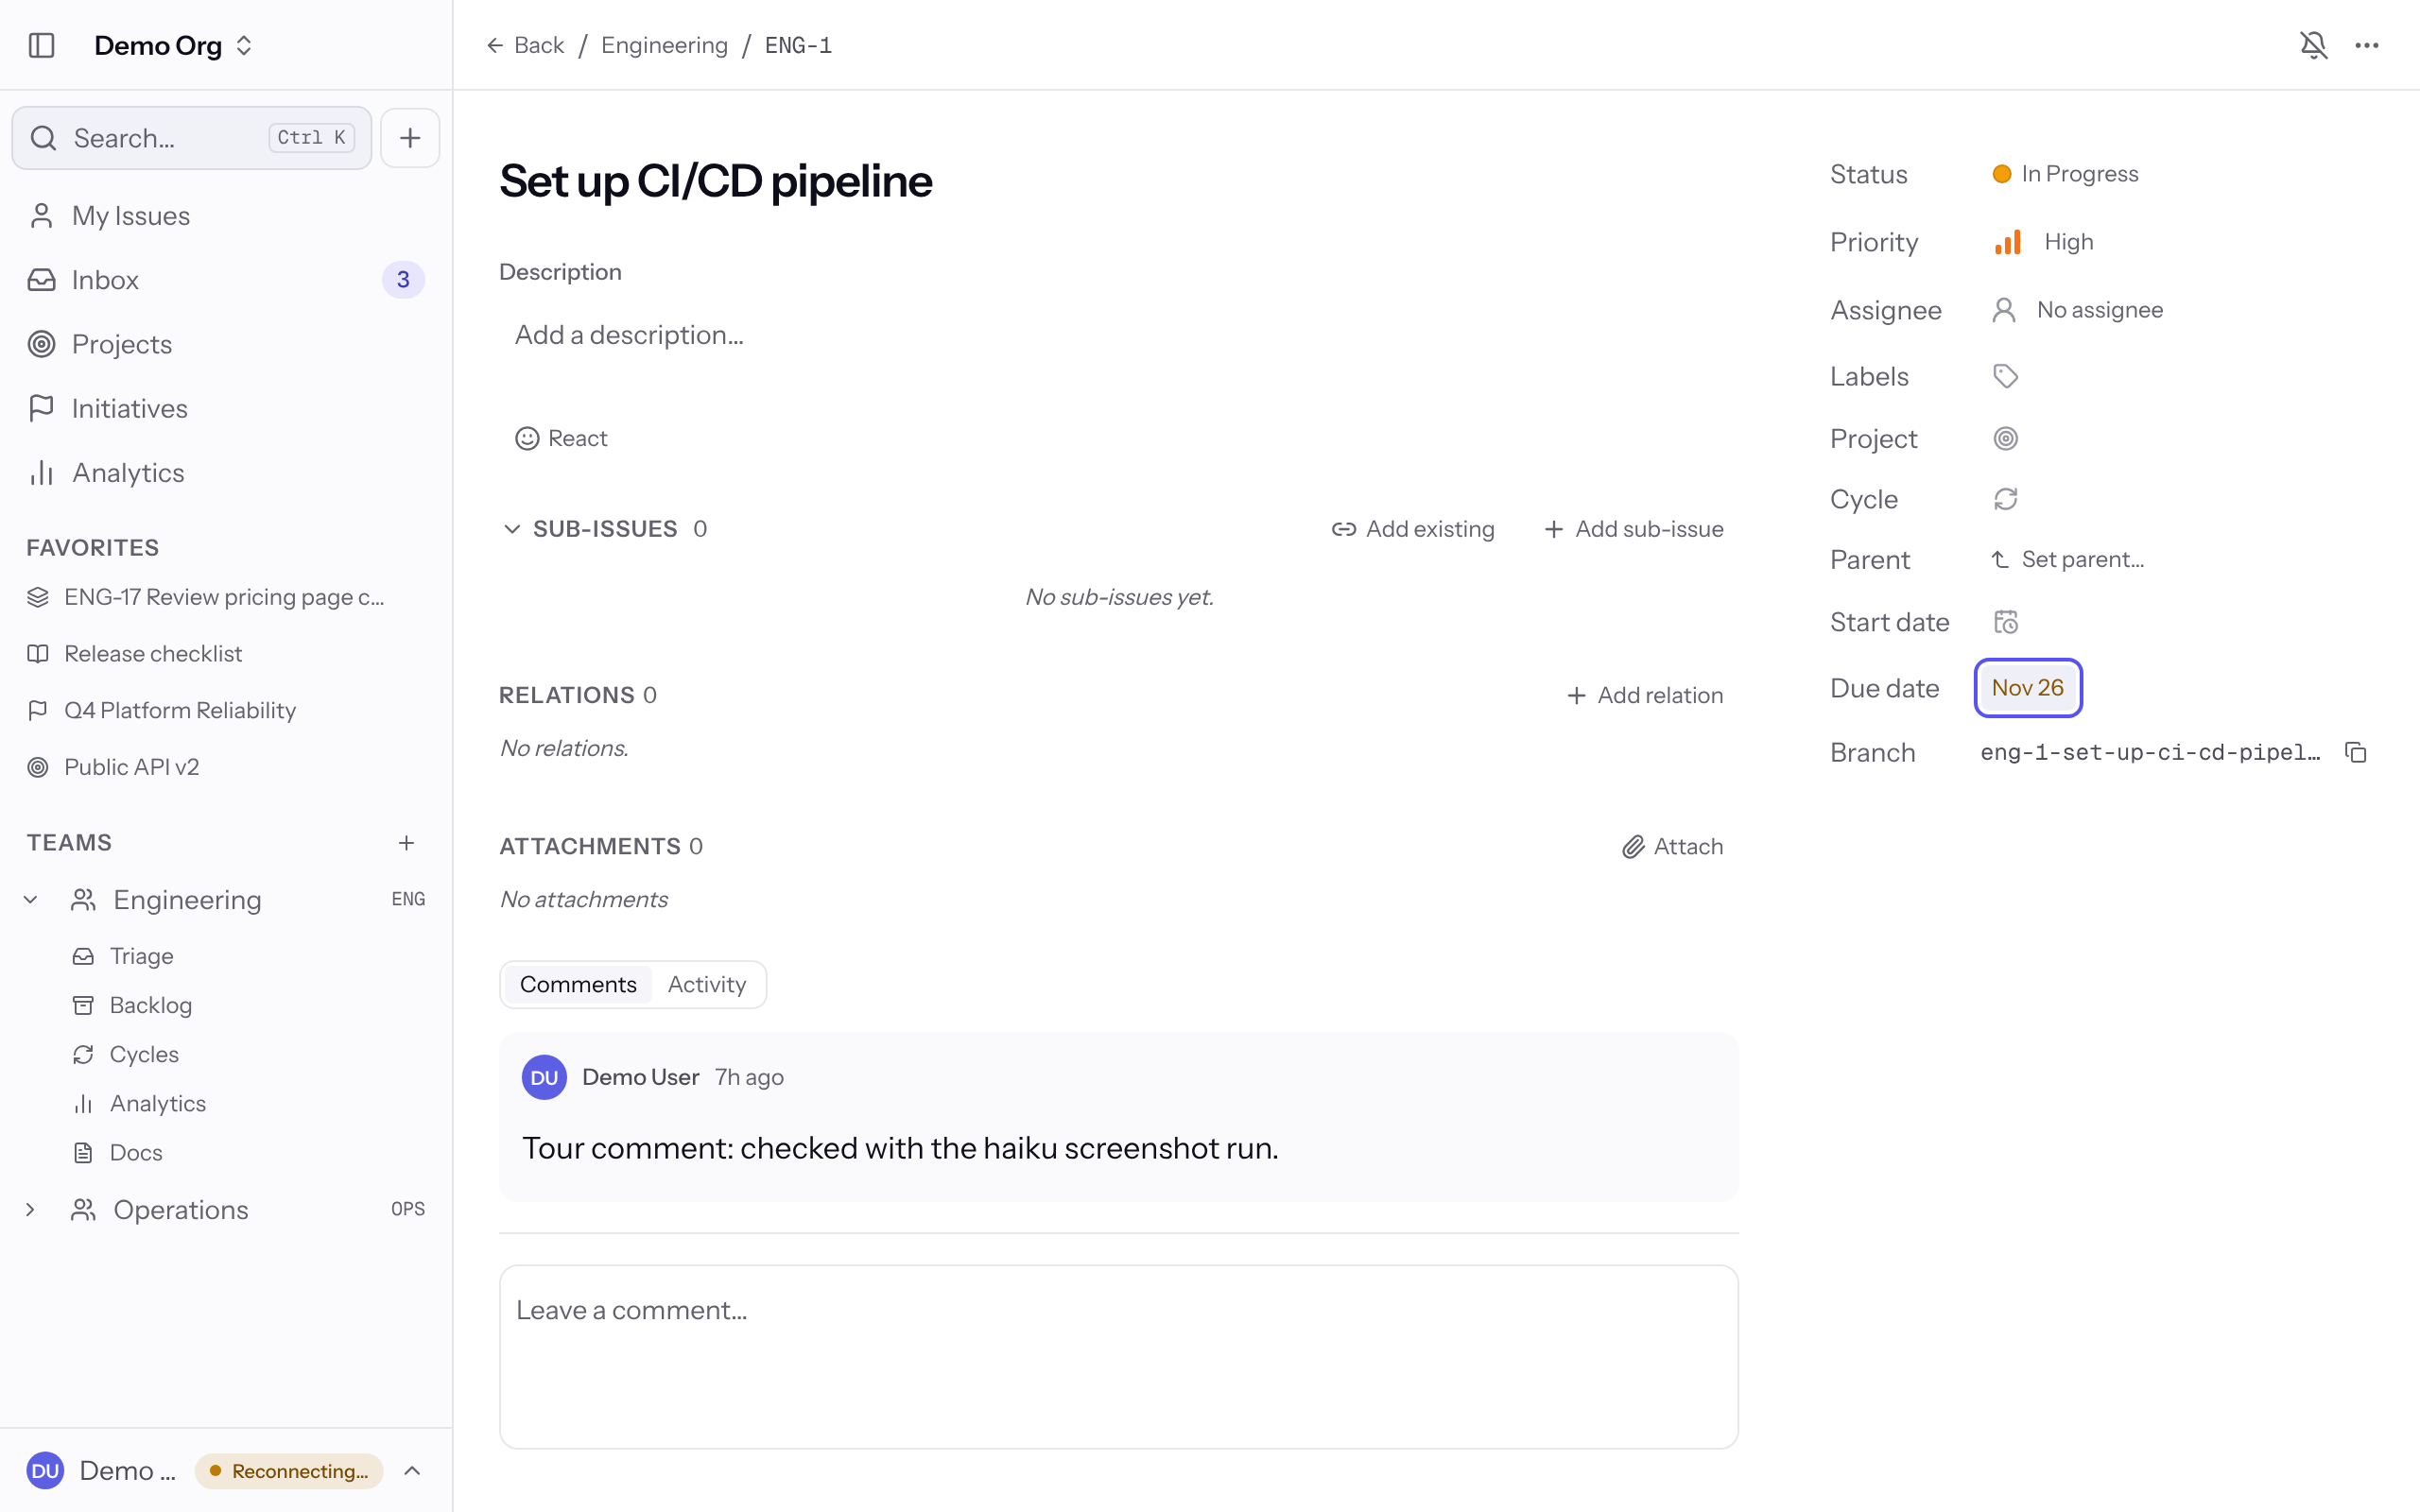 Demo Org
Search...
Ctrl K
My Issues
Inbox
3
Projects
Initiatives
Analytics
FAVORITES
ENG-17 Review pricing page c...
Release checklist
Q4 Platform Reliability
Public API v2
TEAMS
Engineering
ENG
Triage
Backlog
Cycles
Analytics
Docs
Operations
OPS
DU
Demo ...
Reconnecting...
Back / Engineering / ENG-1
Set up CI/CD pipeline
Description
Add a description...
React
SUB-ISSUES 0
Add existing
Add sub-issue
No sub-issues yet.
RELATIONS 0
Add relation
No relations.
ATTACHMENTS 0
Attach
No attachments
Comments
Activity
DU
Demo User 7h ago
Tour comment: checked with the haiku screenshot run.
Leave a comment...
Status
In Progress
Priority
High
Assignee
No assignee
Labels
Project
Cycle
Parent
Set parent...
Start date
Due date
Nov 26
Branch
eng-1-set-up-ci-cd-pipel...